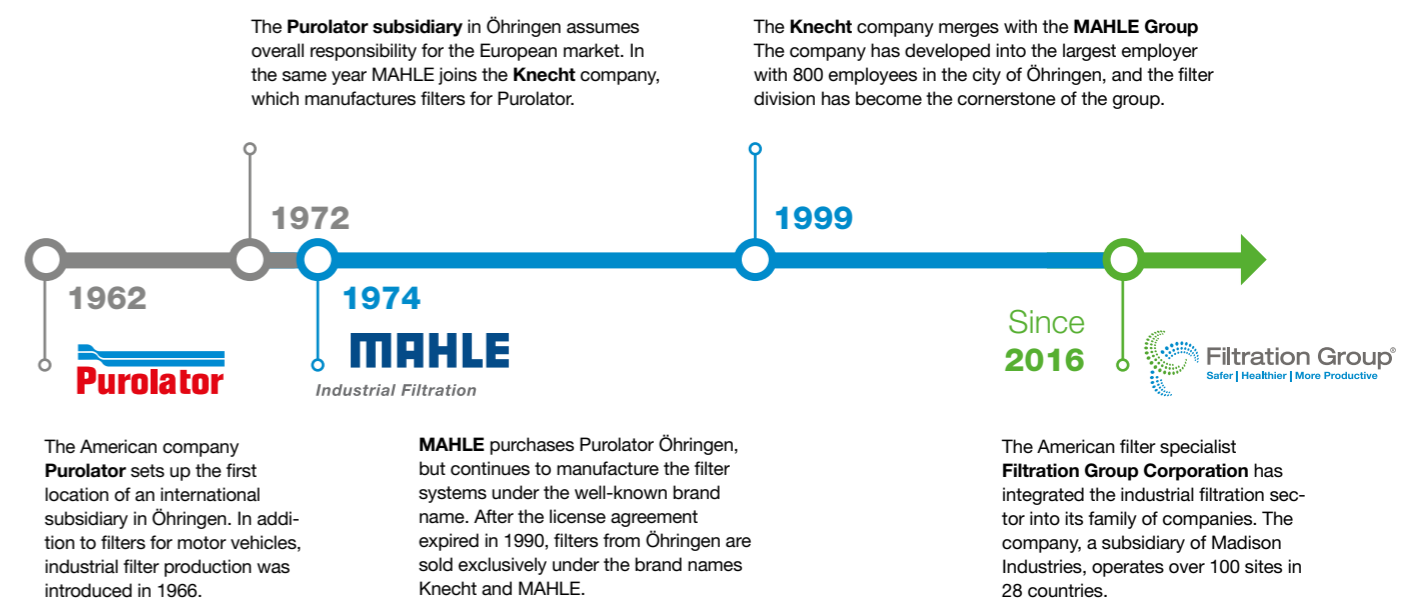 The Purolator subsidiary in Öhringen assumes
overall responsibility for the European market. In
the same year MAHLE joins the Knecht company,
which manufactures filters for Purolator.
The Knecht company merges with the MAHLE Group
The company has developed into the largest employer
with 800 employees in the city of Öhringen, and the filter
division has become the cornerstone of the group.
1972
1999
1962
1974
Purolator
MAHLE
Industrial Filtration
Since
2016
Filtration Group®
Safer | Healthier | More Productive
The American company
Purolator sets up the first
location of an international
subsidiary in Öhringen. In addi-
tion to filters for motor vehicles,
industrial filter production was
introduced in 1966.
MAHLE purchases Purolator Öhringen,
but continues to manufacture the filter
systems under the well-known brand
name. After the license agreement
expired in 1990, filters from Öhringen are
sold exclusively under the brand names
Knecht and MAHLE.
The American filter specialist
Filtration Group Corporation has
integrated the industrial filtration sec-
tor into its family of companies. The
company, a subsidiary of Madison
Industries, operates over 100 sites in
28 countries.